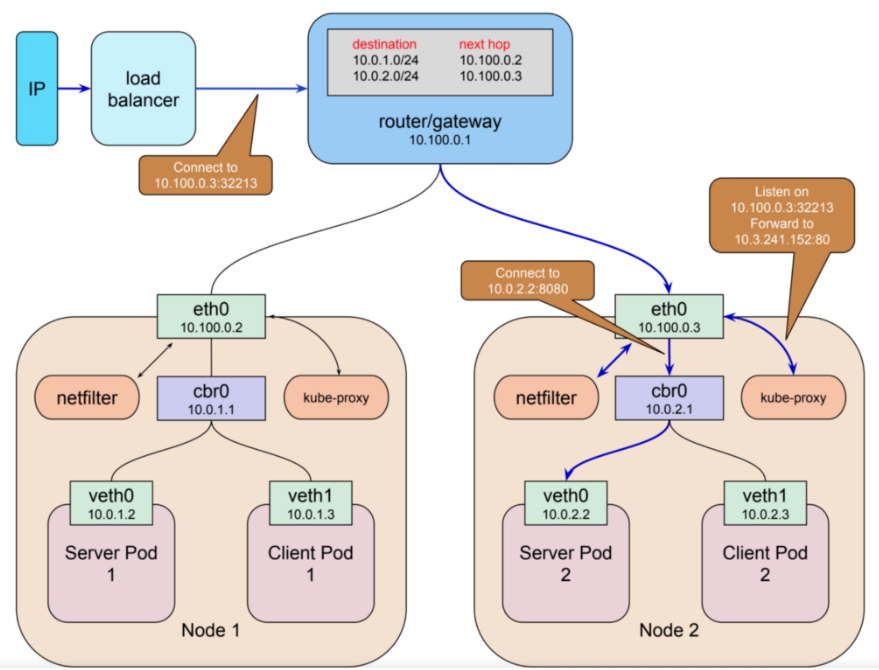 IP
load
balancer
destination next hop
10.0.1.0/24 10.100.0.2
10.0.2.0/24 10.100.0.3
router/gateway
10.100.0.1
Connect to
10.100.0.3:32213
Listen on
10.100.0.3:32213
Forward to
10.3.241.152:80
Connect to
10.0.2.2:8080
eth0
10.100.0.2
netfilter
cbr0
10.0.1.1
kube-proxy
veth0
10.0.1.2
veth1
10.0.1.3
Server Pod
1
Client Pod
1
Node 1
eth0
10.100.0.3
netfilter
cbr0
10.0.2.1
kube-proxy
veth0
10.0.2.2
veth1
10.0.2.3
Server Pod
2
Client Pod
2
Node 2